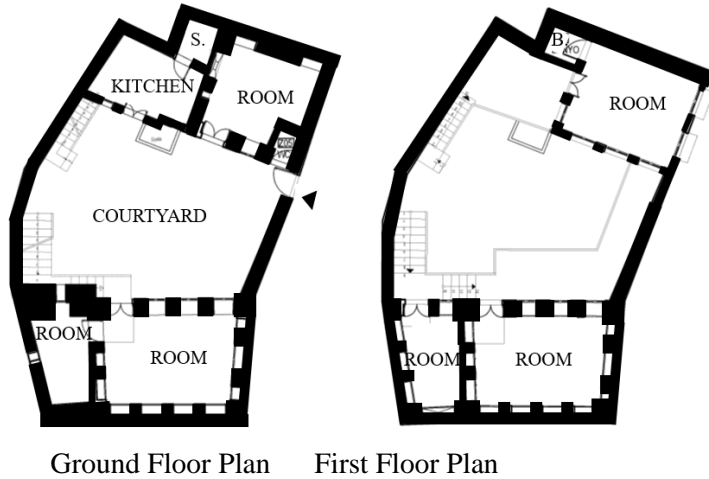 S.
KITCHEN
ROOM
COURTYARD
ROOM
ROOM
B.
ROOM
ROOM
ROOM
Ground Floor Plan
First Floor Plan